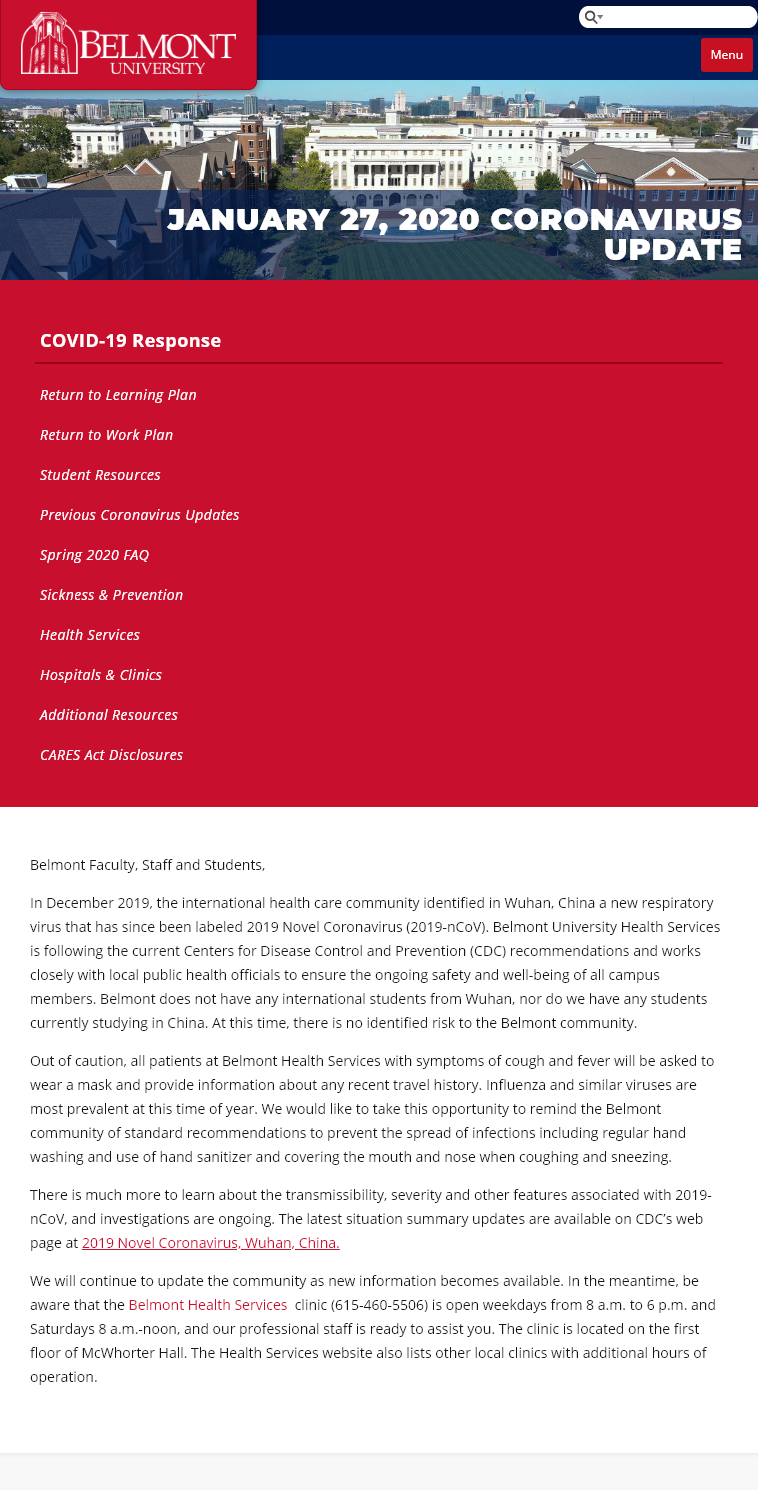 BELMONT
UNIVERSITY
Menu
JANUARY 27, 2020 CORONAVIRUS
UPDATE
COVID-19 Response
Return to Learning Plan
Return to Work Plan
Student Resources
Previous Coronavirus Updates
Spring 2020 FAQ
Sickness & Prevention
Health Services
Hospitals & Clinics
Additional Resources
CARES Act Disclosures
Belmont Faculty, Staff and Students,
In December 2019, the international health care community identified in Wuhan, China a new respiratory
virus that has since been labeled 2019 Novel Coronavirus (2019-nCoV). Belmont University Health Services
is following the current Centers for Disease Control and Prevention (CDC) recommendations and works
closely with local public health officials to ensure the ongoing safety and well-being of all campus
members. Belmont does not have any international students from Wuhan, nor do we have any students
currently studying in China. At this time, there is no identified risk to the Belmont community.
Out of caution, all patients at Belmont Health Services with symptoms of cough and fever will be asked to
wear a mask and provide information about any recent travel history. Influenza and similar viruses are
most prevalent at this time of year. We would like to take this opportunity to remind the Belmont
community of standard recommendations to prevent the spread of infections including regular hand
washing and use of hand sanitizer and covering the mouth and nose when coughing and sneezing.
There is much more to learn about the transmissibility, severity and other features associated with 2019-
nCoV, and investigations are ongoing. The latest situation summary updates are available on CDC’s web
page at 2019 Novel Coronavirus, Wuhan, China.
We will continue to update the community as new information becomes available. In the meantime, be
aware that the Belmont Health Services clinic (615-460-5506) is open weekdays from 8 a.m. to 6 p.m. and
Saturdays 8 a.m.-noon, and our professional staff is ready to assist you. The clinic is located on the first
floor of McWhorter Hall. The Health Services website also lists other local clinics with additional hours of
operation.